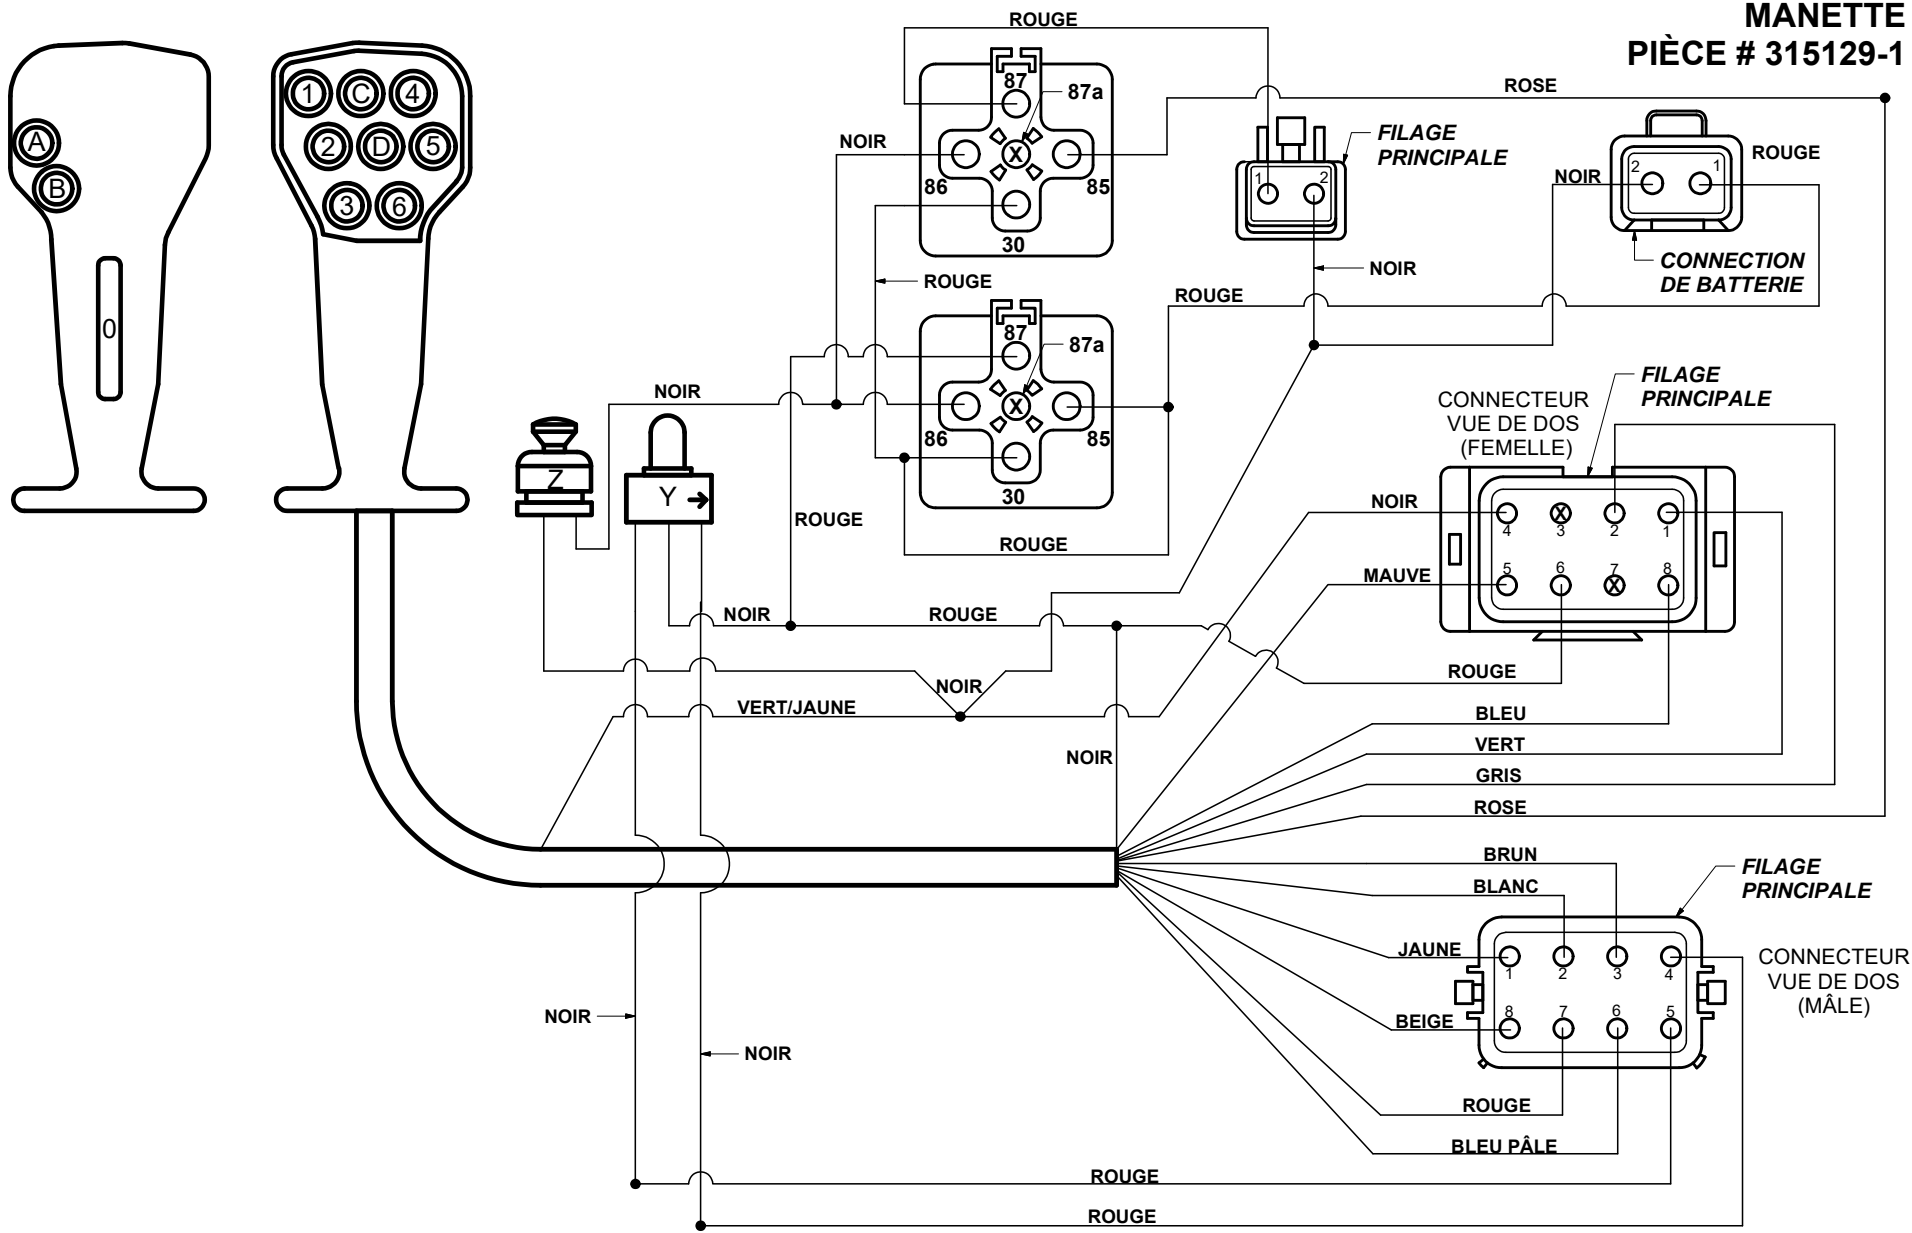 MANETTE
PIÈCE # 315129-1
ROUGE
87
87a
ROSE
1
C
4
A
2
D
5
B
3
6
0
NOIR
86
85
30
FILAGE
PRINCIPALE
1
2
NOIR
2
1
ROUGE
CONNECTION
DE BATTERIE
NOIR
ROUGE
ROUGE
87
87a
NOIR
86
85
30
ROUGE
ROUGE
Z
Y
CONNECTEUR
VUE DE DOS
(FEMELLE)
FILAGE
PRINCIPALE
NOIR
4
3
2
1
MAUVE
5
6
7
8
NOIR
ROUGE
ROUGE
NOIR
VERT/JAUNE
NOIR
BLEU
VERT
GRIS
ROSE
BRUN
BLANC
FILAGE
PRINCIPALE
JAUNE
1
2
3
4
CONNECTEUR
VUE DE DOS
(MÂLE)
BEIGE
8
7
6
5
NOIR
NOIR
ROUGE
BLEU PÂLE
ROUGE
ROUGE
X
X
X
X